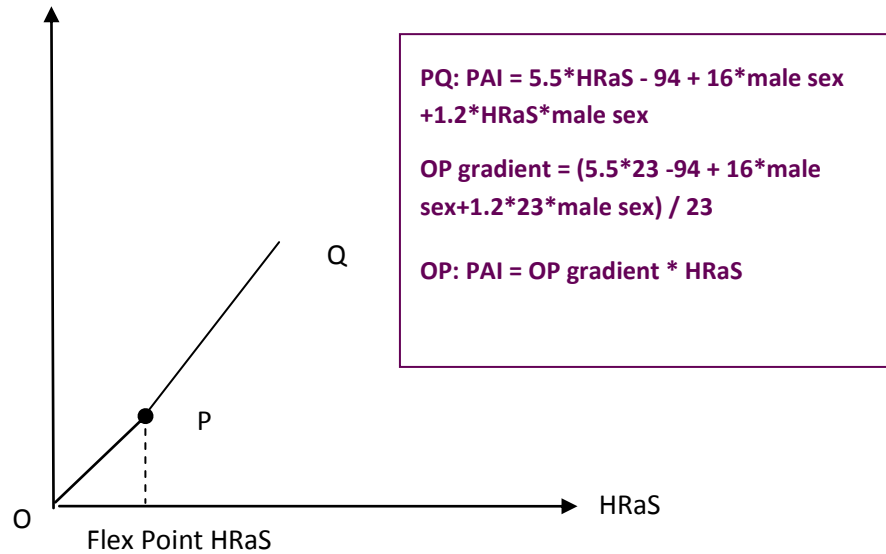 PQ: PAI = 5.5*HRaS - 94 + 16*male sex
+1.2*HRaS*male sex
OP gradient = (5.5*23 -94 + 16*male
sex+1.2*23*male sex) / 23
OP: PAI = OP gradient * HRaS
Q
P
O
HRaS
Flex Point HRaS